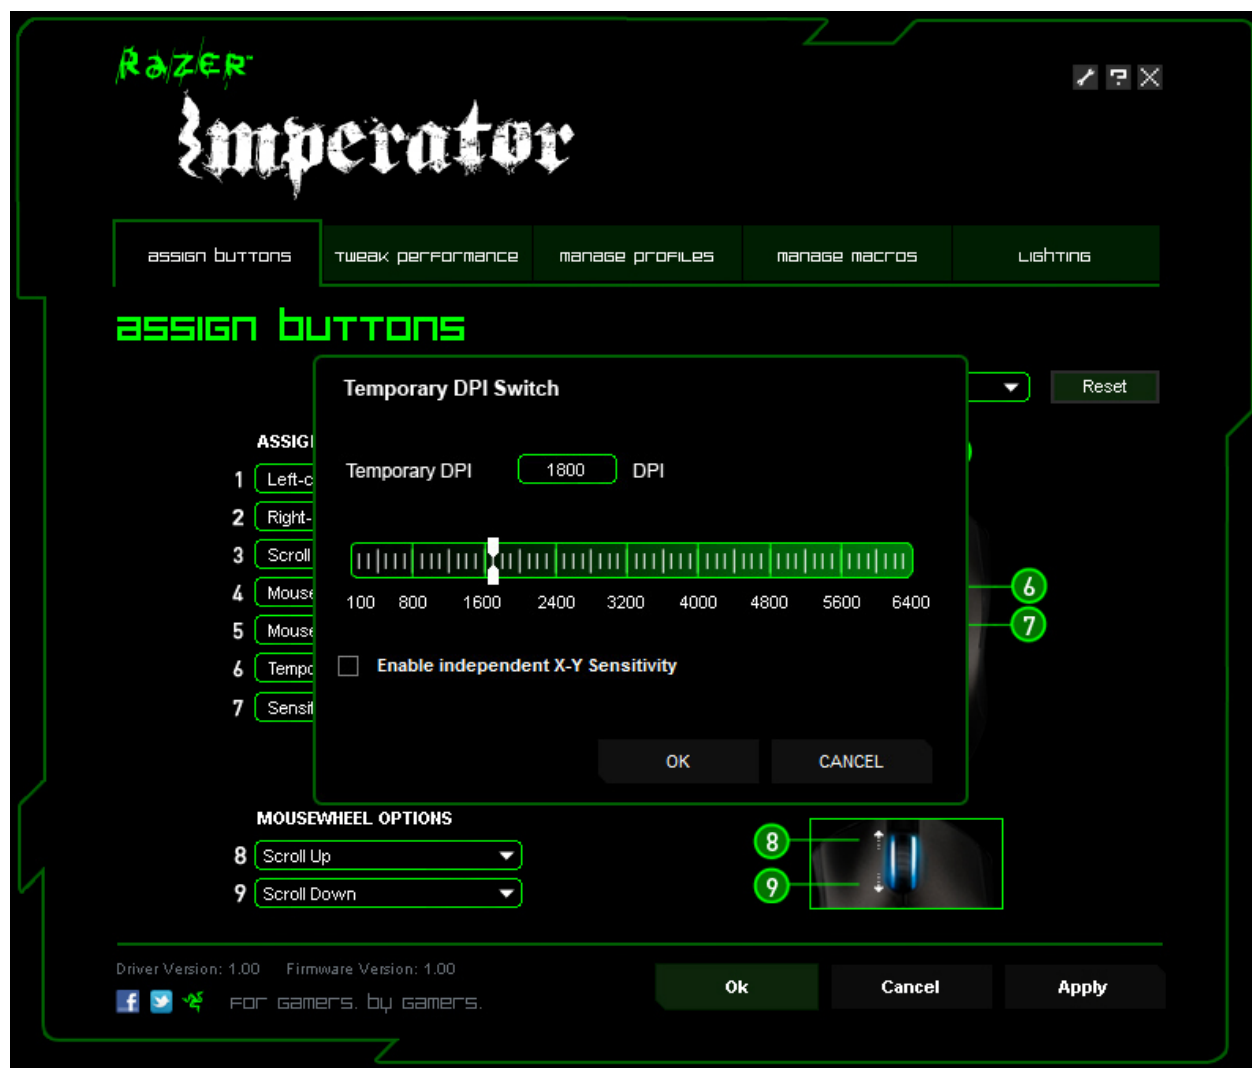 RAZER™
Imperator
assign buttons
tweak performance
manage profiles
manage macros
Lighting
assign buttons
Temporary DPI Switch
Reset
ASSIG
Temporary DPI 1800 DPI
1 Left-c
2 Right-
3 Scroll
4 Mouse
5 Mouse
6 Tempo
7 Sensit
100 800 1600 2400 3200 4000 4800 5600 6400
6
7
Enable independent X-Y Sensitivity
OK
CANCEL
MOUSEWHEEL OPTIONS
8 Scroll Up
9 Scroll Down
8
9
Driver Version: 1.00 Firmware Version: 1.00
For gamers. by gamers.
Ok
Cancel
Apply